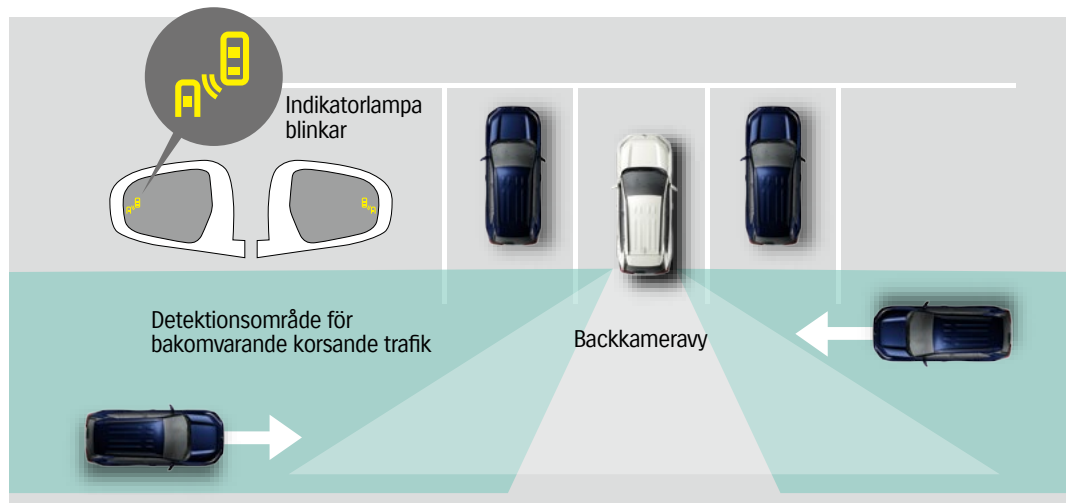 Indikatorlampa
blinkar
Detektionsområde för
bakomvarande korsande trafik
Backkameravy